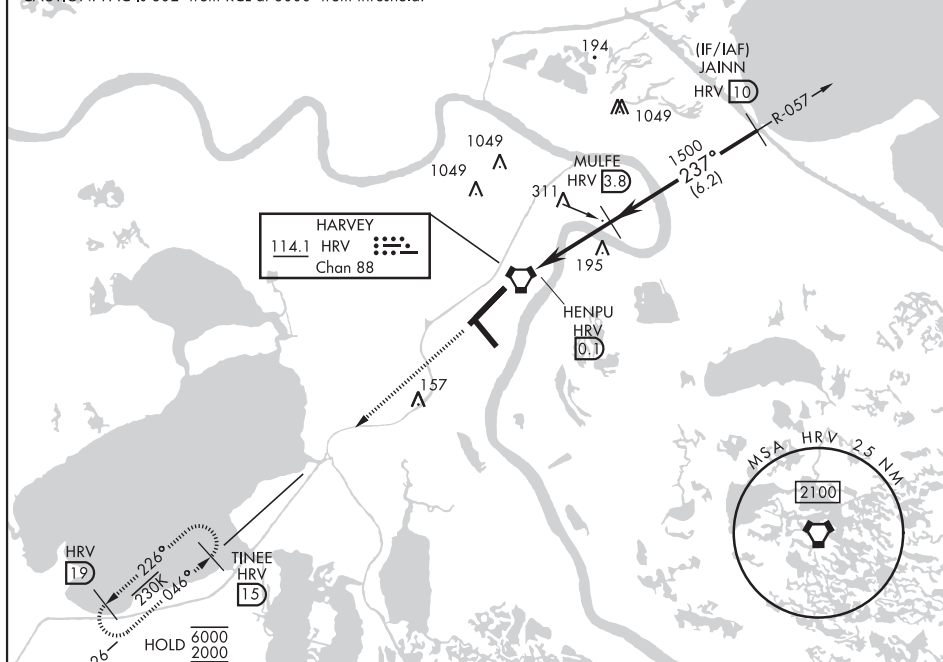 194
(IF/IAF)
JAINN
HRV 10
R-057
1049
1049
1049
1500
237°
(6.2)
MULFE
HRV 3.8
311
195
HARVEY
114.1 HRV
Chan 88
HENPU
HRV
0.1
157
MSA HRV 25 NM
2100
HRV
19
226°
230K
046°
TINEE
HRV
15
HOLD 6000
2000